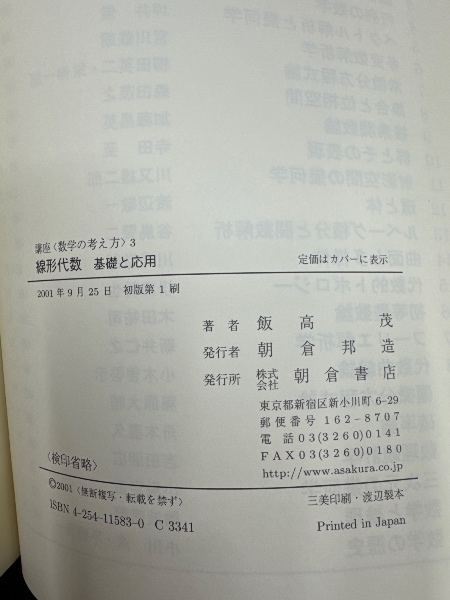 講座〈数学の考え方〉3
線形代数 基礎と応用
定価はカバーに表示
2001年9月25日 初版第1刷
著者 飯高茂
発行者 朝倉邦造
発行所 株式会社 朝倉書店
東京都新宿区新小川町6-29
郵便番号 162-8707
電話 03(3260)0141
FAX 03(3260)0180
http://www.asakura.co.jp
〈検印省略〉
©2001〈無断複写・転載を禁ず〉
三美印刷・渡辺製本
ISBN 4-254-11583-0 C 3341
Printed in Japan